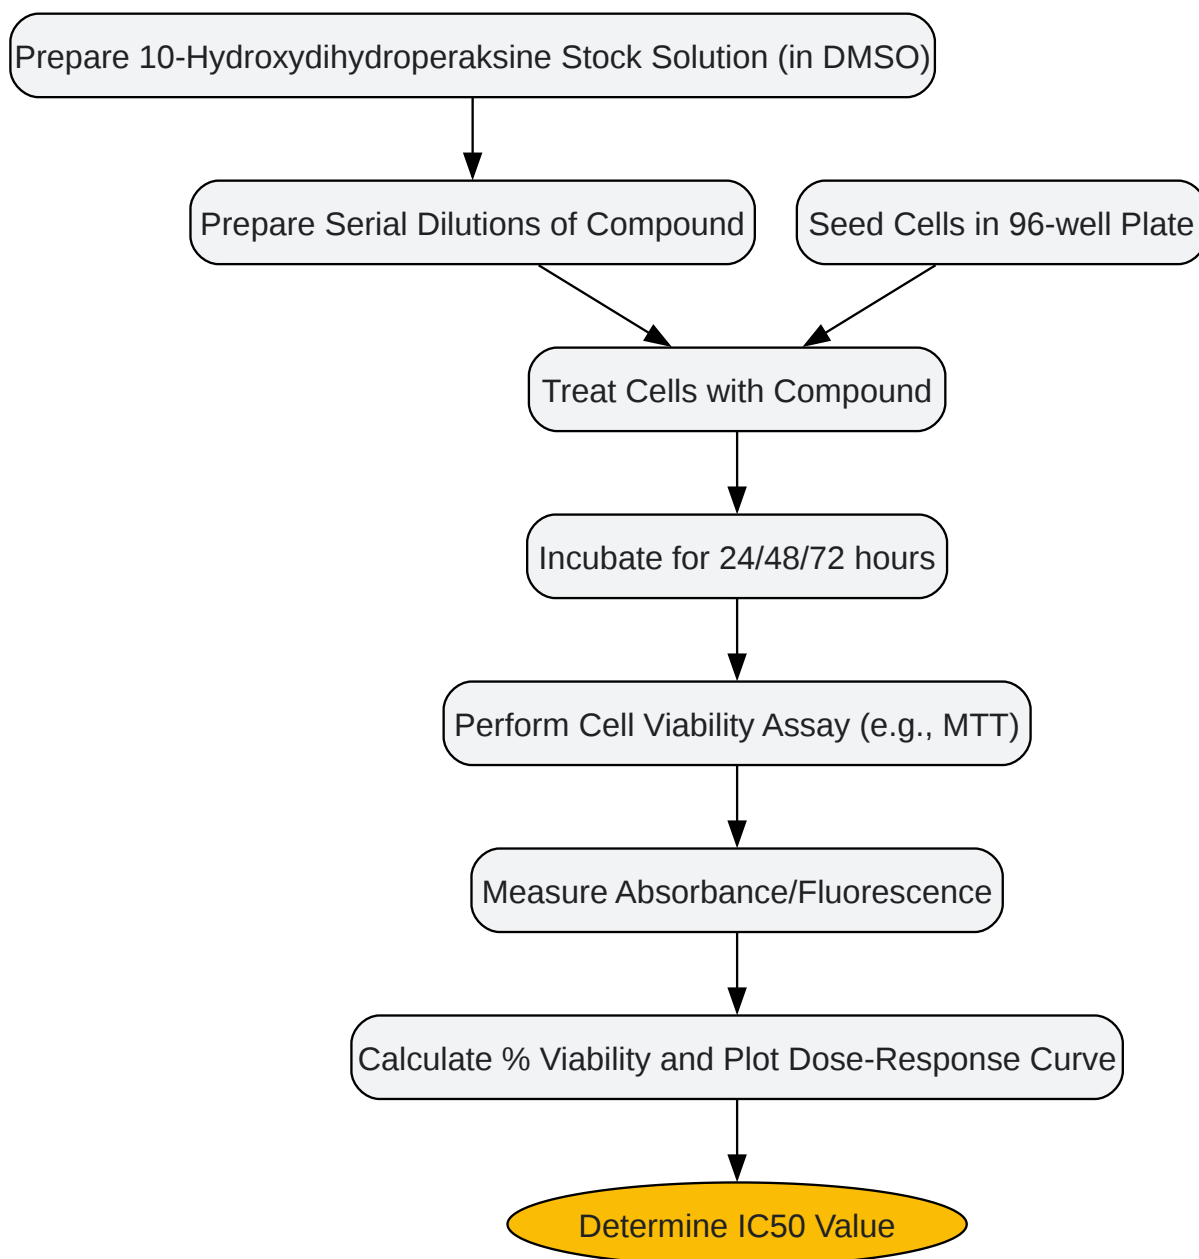 Prepare 10-Hydroxydihydroperaksine Stock Solution (in DMSO)
Prepare Serial Dilutions of Compound
Seed Cells in 96-well Plate
Treat Cells with Compound
Incubate for 24/48/72 hours
Perform Cell Viability Assay (e.g., MTT)
Measure Absorbance/Fluorescence
Calculate % Viability and Plot Dose-Response Curve
Determine IC50 Value